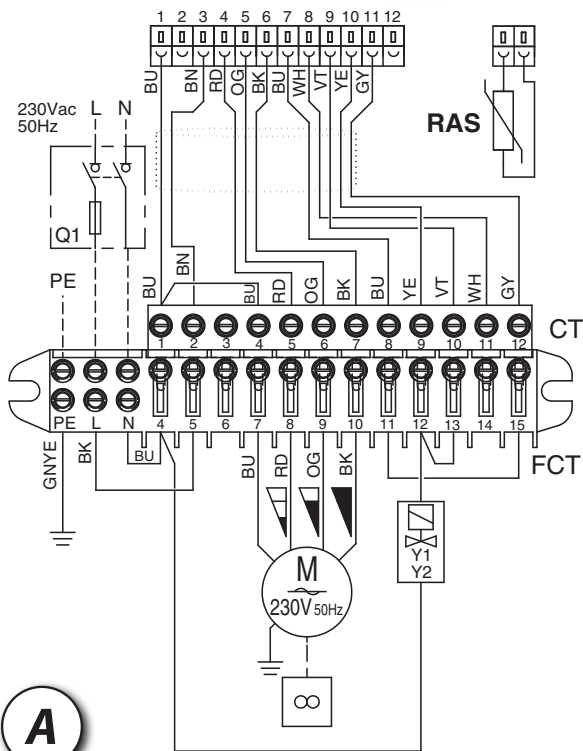 1 2 3 4 5 6 7 8 9 10 11 12
BU BN RD OG BK BU WH VT YE GY
RAS
230Vac L N
50Hz
Q1
PE
BN
BU BU RD OG BK BU YE VT WH GY
CT
1 2 3 4 5 6 7 8 9 10 11 12
PE L N 4 5 6 7 8 9 10 11 12 13 14 15
FCT
GNYE BK BU BU RD OG BK
Y1
Y2
M
230V 50Hz
8
A